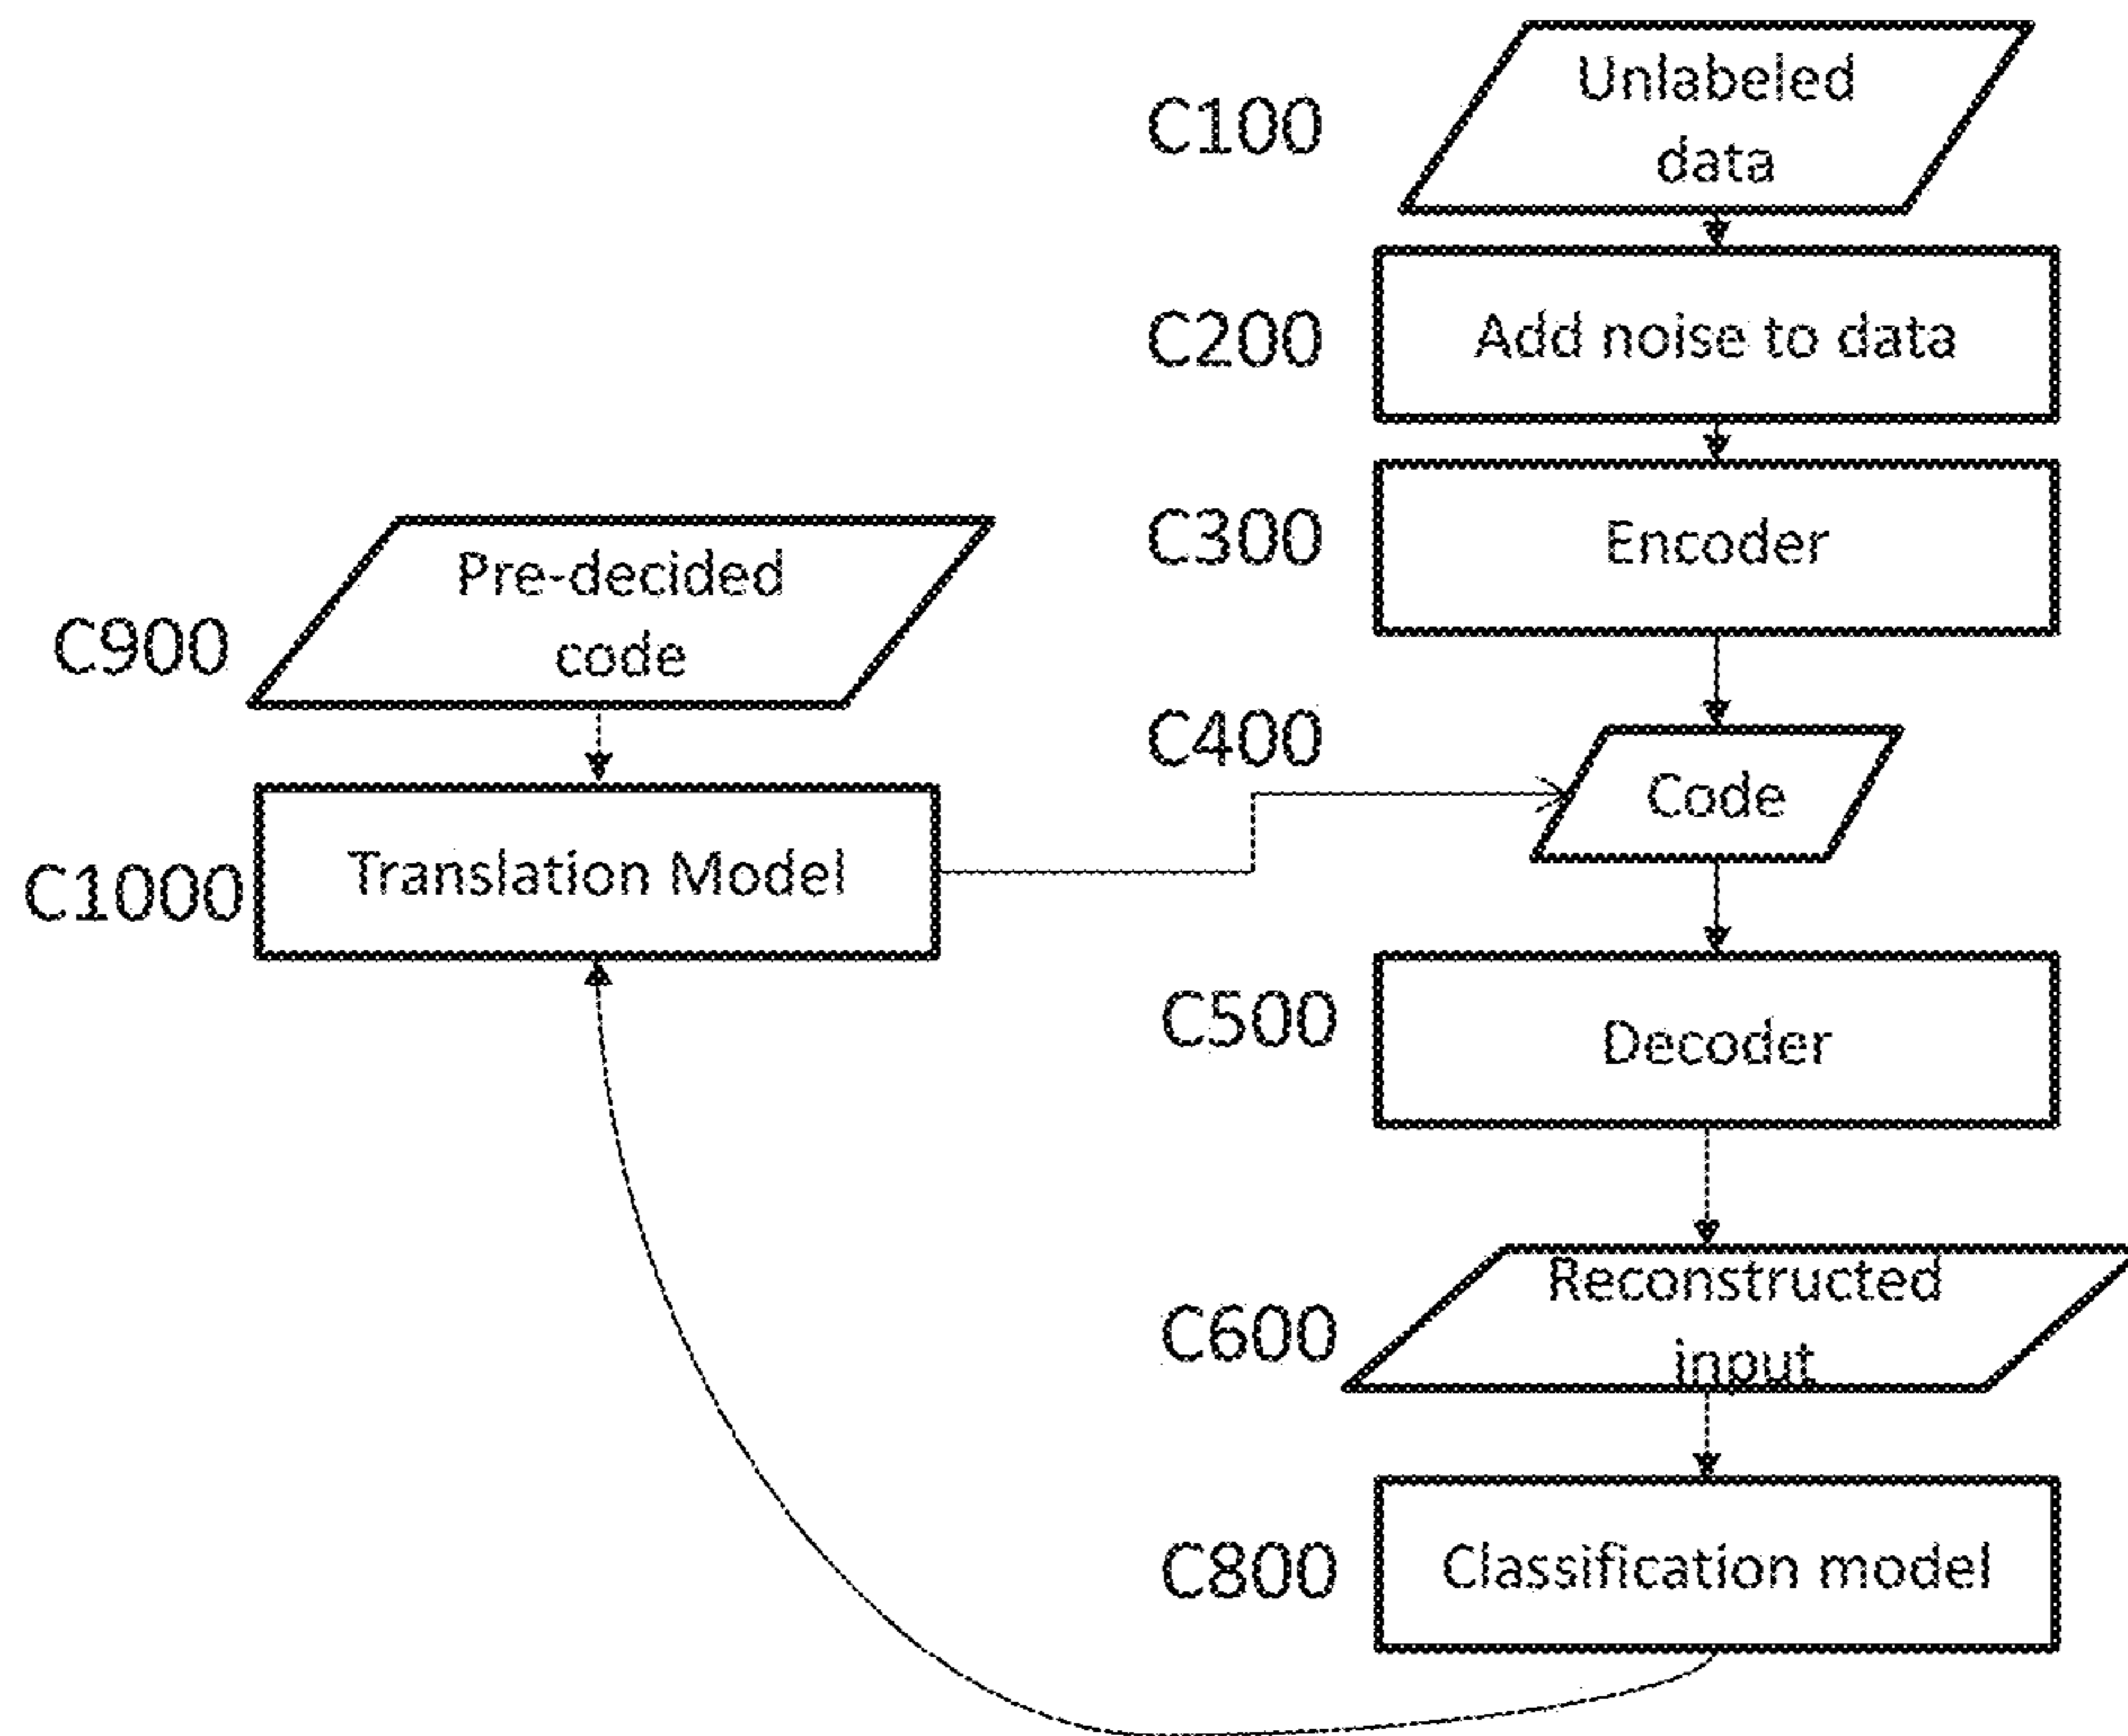 C100
Unlabeled
data
C200
Add noise to data
C300
Encoder
C900
Pre-decided
code
C400
Code
C1000
Translation Model
C500
Decoder
C600
Reconstructed
input
C800
Classification model